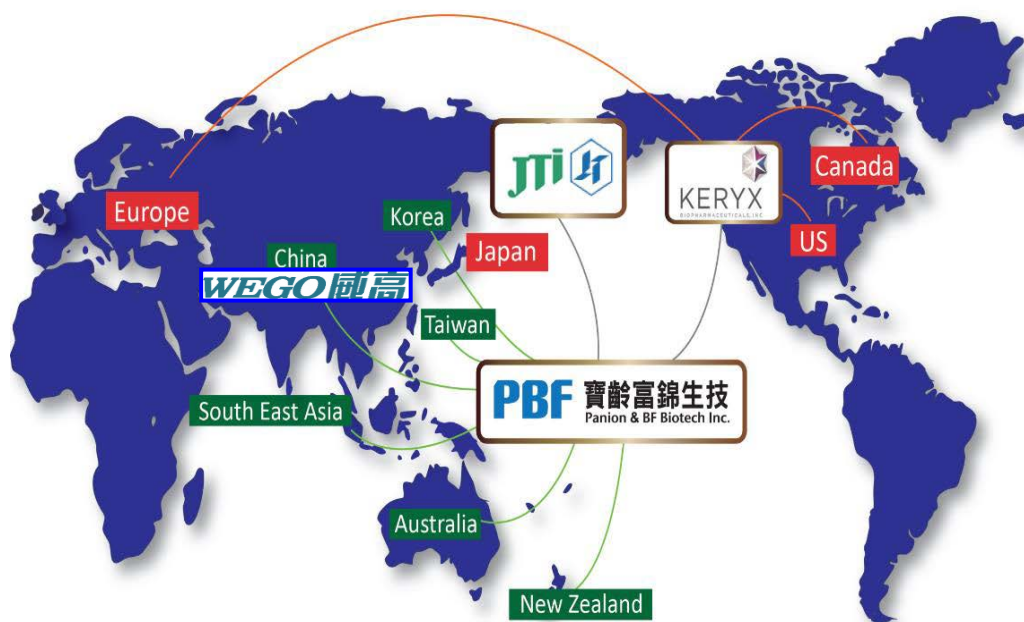 JTi JT
KERYX
BIOPHARMACEUTICALS, INC.
Canada
Europe
Korea
US
China
Japan
WEGO威高
Taiwan
PBF 寶齡富錦生技
Panion & BF Biotech Inc.
South East Asia
Australia
New Zealand